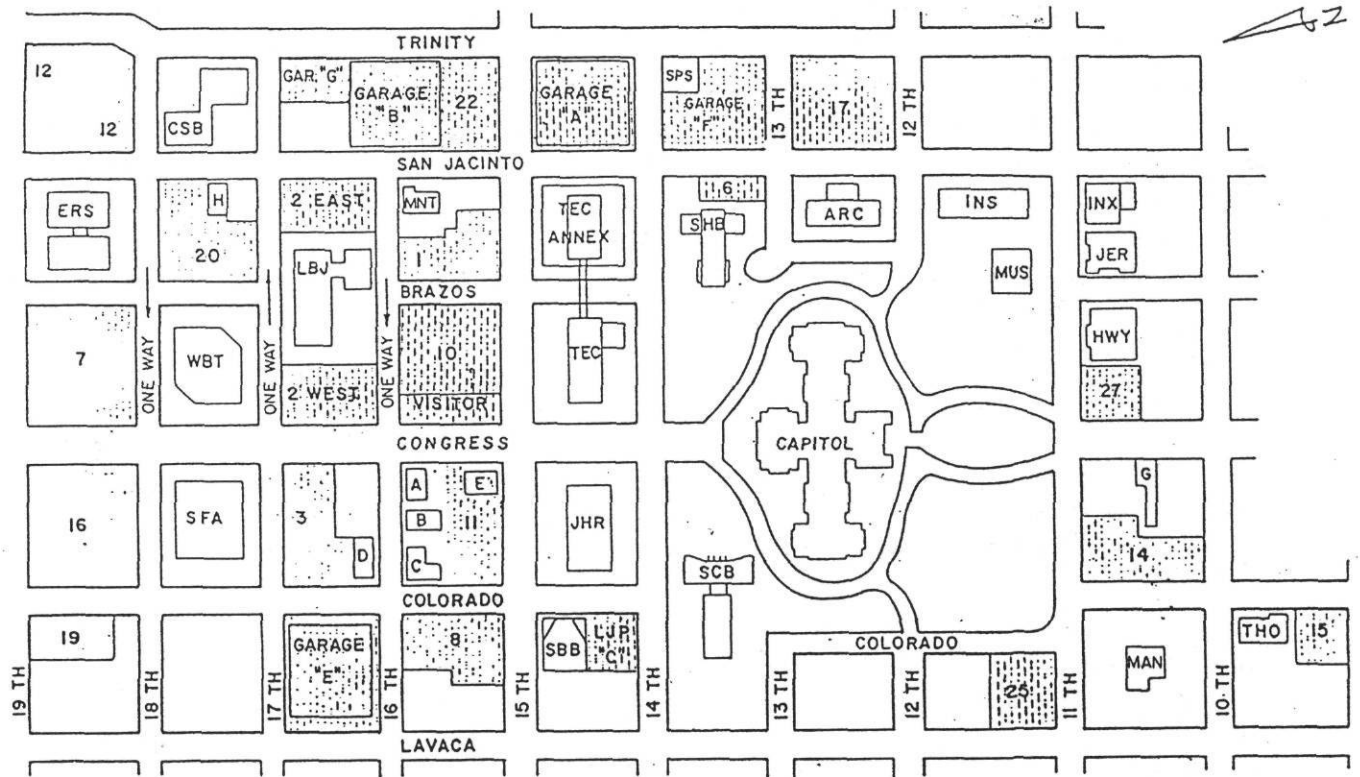 N
TRINITY
12
12
CSB
GAR. "G"
GARAGE "B"
22
GARAGE "A"
SPS
GARAGE "F"
13 TH
17
12 TH
SAN JACINTO
ERS
H
20
2 EAST
LBJ
MNT
1
TEC ANNEX
6
SHB
ARC
INS
MUS
INX
JER
BRAZOS
7
ONE WAY
WBT
ONE WAY
2 WEST
ONE WAY
10
VISITOR
TEC
HWY
27
CONGRESS
CAPITOL
16
SFA
3
D
A
B
C
E
11
JHR
SCB
G
14
COLORADO
19
GARAGE "E"
8
SBB
LJP "C"
COLORADO
25
MAN
THO
15
19 TH
18 TH
17 TH
16 TH
15 TH
14 TH
13 TH
12 TH
11 TH
10 TH
LAVACA